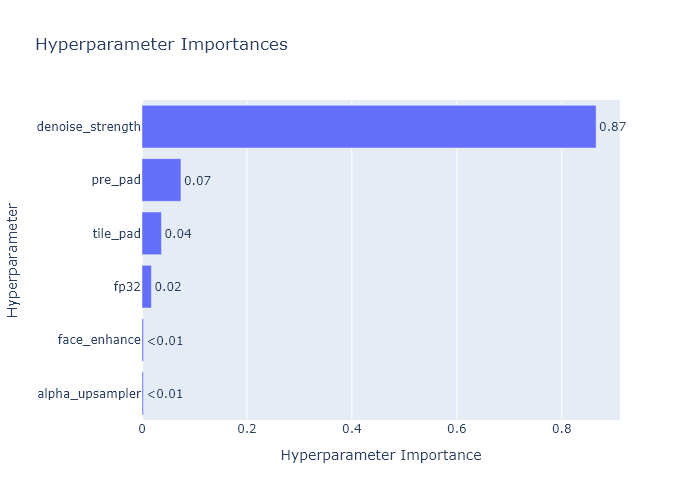 Hyperparameter Importances
Hyperparameter
denoise_strength 0.87
pre_pad 0.07
tile_pad 0.04
fp32 0.02
face_enhance <0.01
alpha_upsampler <0.01
0 0.2 0.4 0.6 0.8
Hyperparameter Importance